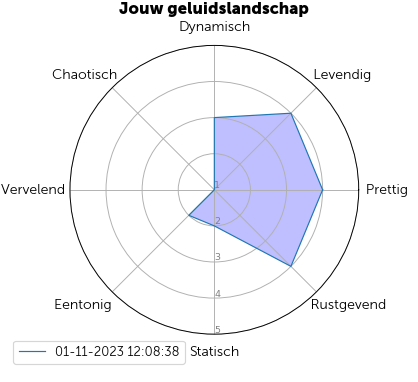 Jouw geluidslandschap
Dynamisch
Chaotisch
Levendig
Vervelend
1
Prettig
2
3
4
Eentonig
Rustgevend
5
01-11-2023 12:08:38
Statisch